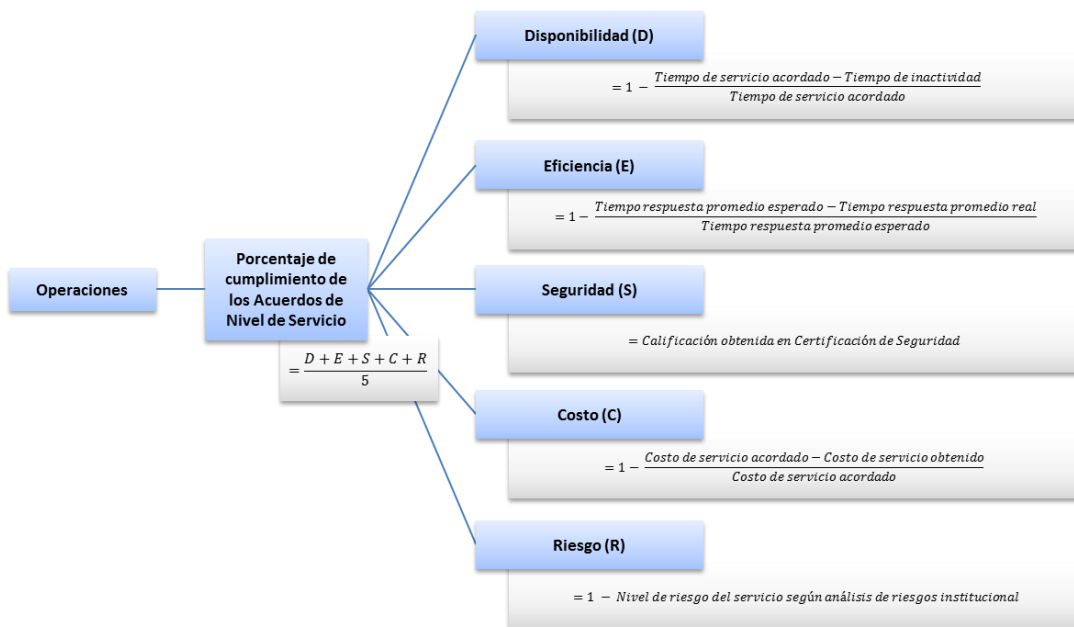 Operaciones
Porcentaje de
cumplimiento de
los Acuerdos de
Nivel de Servicio
= (D + E + S + C + R) / 5
Disponibilidad (D)
= 1 − (Tiempo de servicio acordado − Tiempo de inactividad) / Tiempo de servicio acordado
Eficiencia (E)
= 1 − (Tiempo respuesta promedio esperado − Tiempo respuesta promedio real) / Tiempo respuesta promedio esperado
Seguridad (S)
= Calificación obtenida en Certificación de Seguridad
Costo (C)
= 1 − (Costo de servicio acordado − Costo de servicio obtenido) / Costo de servicio acordado
Riesgo (R)
= 1 − Nivel de riesgo del servicio según análisis de riesgos institucional